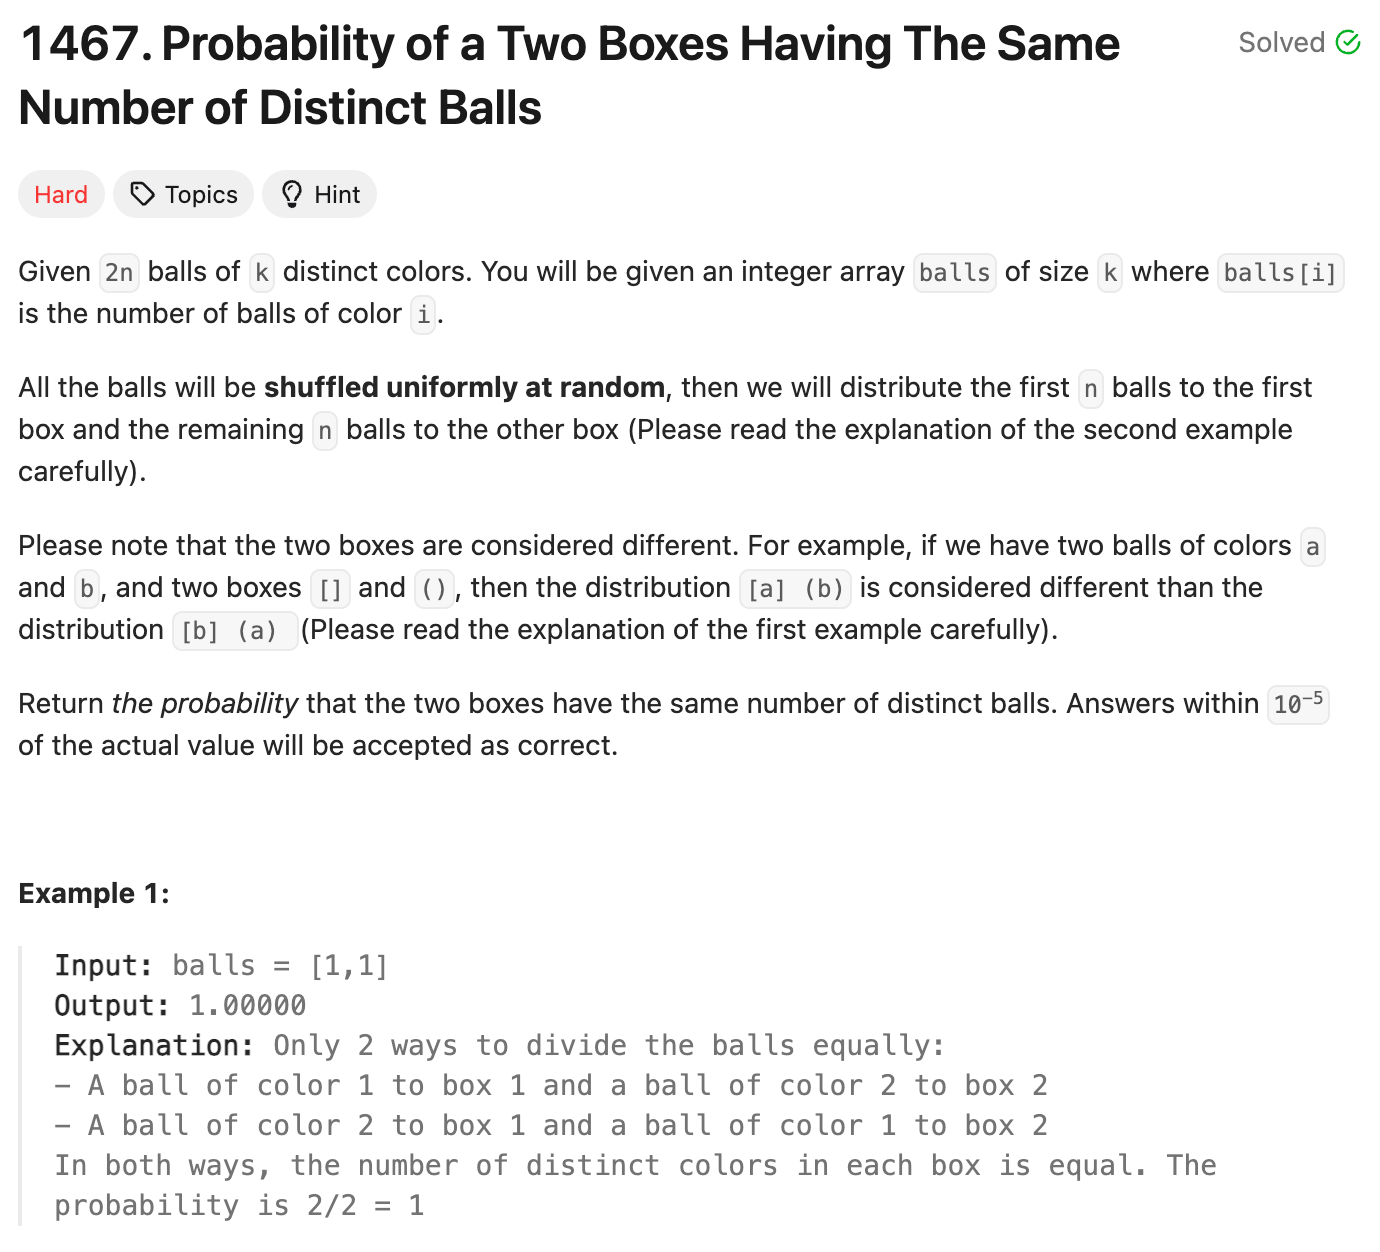 1467. Probability of a Two Boxes Having The Same
Solved
Number of Distinct Balls
Hard Topics Hint
Given 2n balls of k distinct colors. You will be given an integer array balls of size k where balls[i]
is the number of balls of color i.
All the balls will be shuffled uniformly at random, then we will distribute the first n balls to the first
box and the remaining n balls to the other box (Please read the explanation of the second example
carefully).
Please note that the two boxes are considered different. For example, if we have two balls of colors a
and b, and two boxes [] and (), then the distribution [a] (b) is considered different than the
distribution [b] (a) (Please read the explanation of the first example carefully).
Return the probability that the two boxes have the same number of distinct balls. Answers within 10⁻⁵
of the actual value will be accepted as correct.
Example 1:
Input: balls = [1,1]
Output: 1.00000
Explanation: Only 2 ways to divide the balls equally:
- A ball of color 1 to box 1 and a ball of color 2 to box 2
- A ball of color 2 to box 1 and a ball of color 1 to box 2
In both ways, the number of distinct colors in each box is equal. The
probability is 2/2 = 1